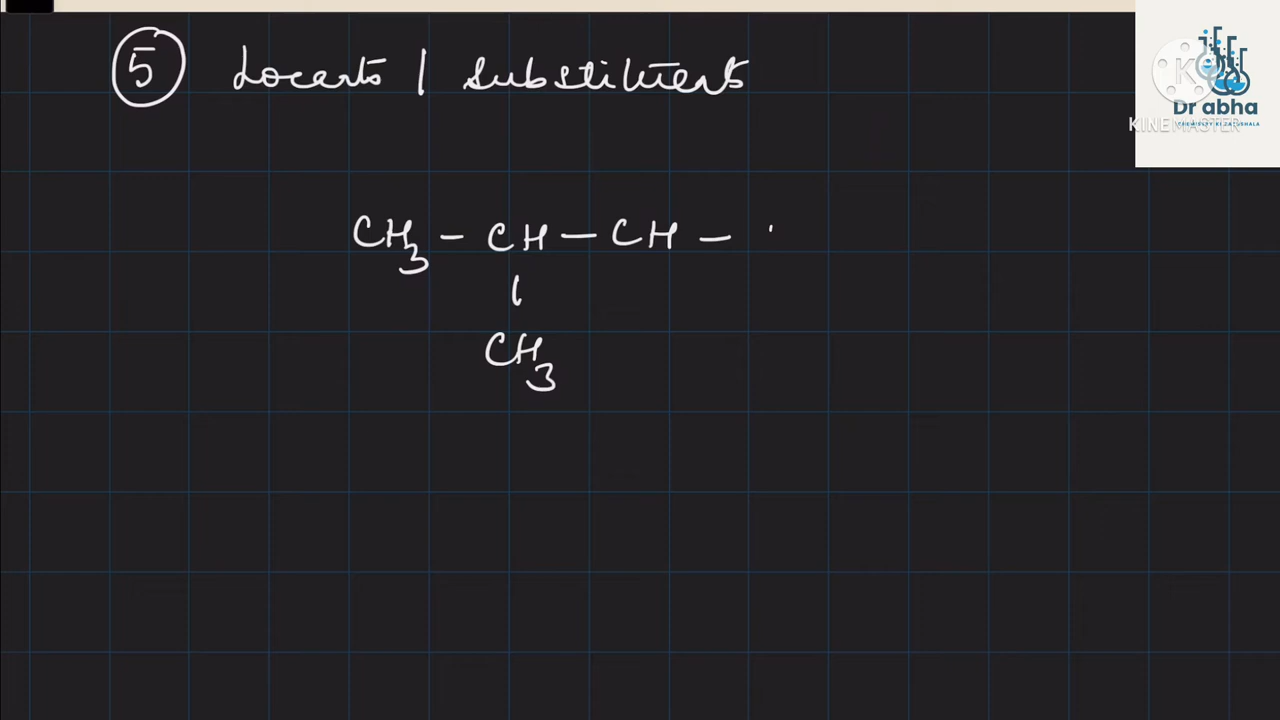 5 Locants | Substituents
CH3 - CH - CH -
|
CH3
K
KINEMASTER
Dr abha